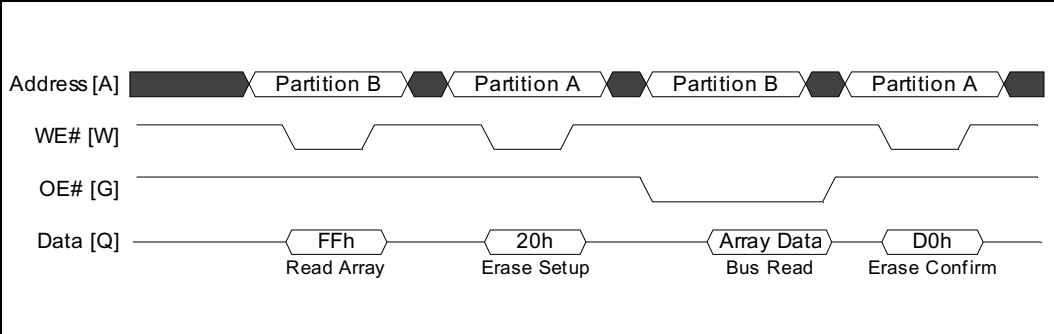 Address [A] Partition B Partition A Partition B Partition A
WE# [W]
OE# [G]
Data [Q] FFh 20h Array Data D0h
Read Array Erase Setup Bus Read Erase Confirm